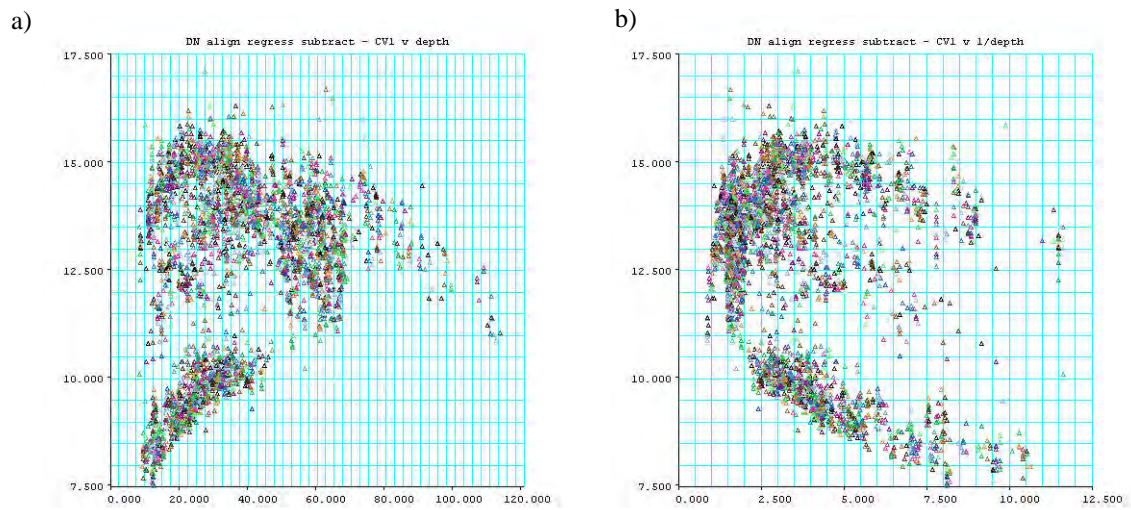 a)
DN align regress subtract - CV1 v depth
17.500
15.000
12.500
10.000
7.500
0.000 20.000 40.000 60.000 80.000 100.000 120.000
b)
DN align regress subtract - CV1 v 1/depth
17.500
15.000
12.500
10.000
7.500
0.000 2.500 5.000 7.500 10.000 12.500